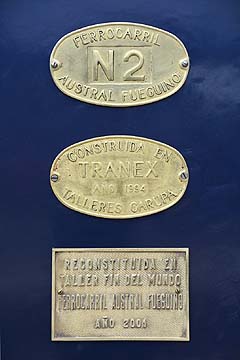 FERROCARRIL
N2
AUSTRAL FUEGUINO
CONSTRUIDA EN
TRANEX
AÑO 1994
TALLERES CARUPA
RECONSTITUIDA EN
TALLER FIN DEL MUNDO
FERROCARRIL AUSTRAL FUEGUINO
AÑO 2006